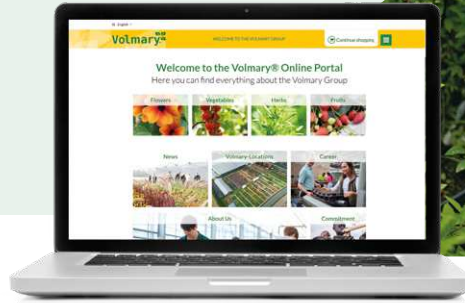 English
Volmary
WELCOME TO THE VOLMARY GROUP
Continue shopping
Welcome to the Volmary® Online Portal
Here you can find everything about the Volmary Group
Flowers
Vegetables
Herbs
Fruits
News
Volmary-Locations
Career
About Us
Commitment